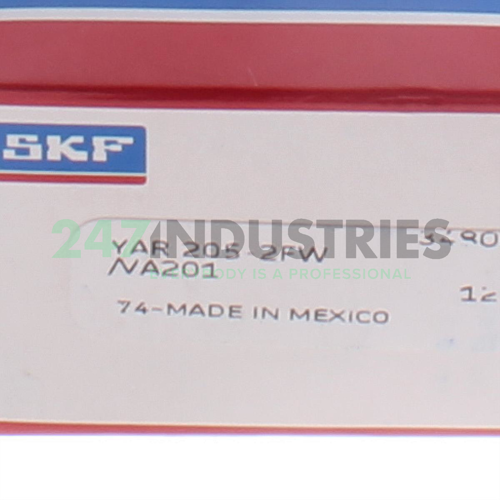 SKF
247INDUSTRIES
YAR 205-2FW
/VA201
74-MADE IN MEXICO
12